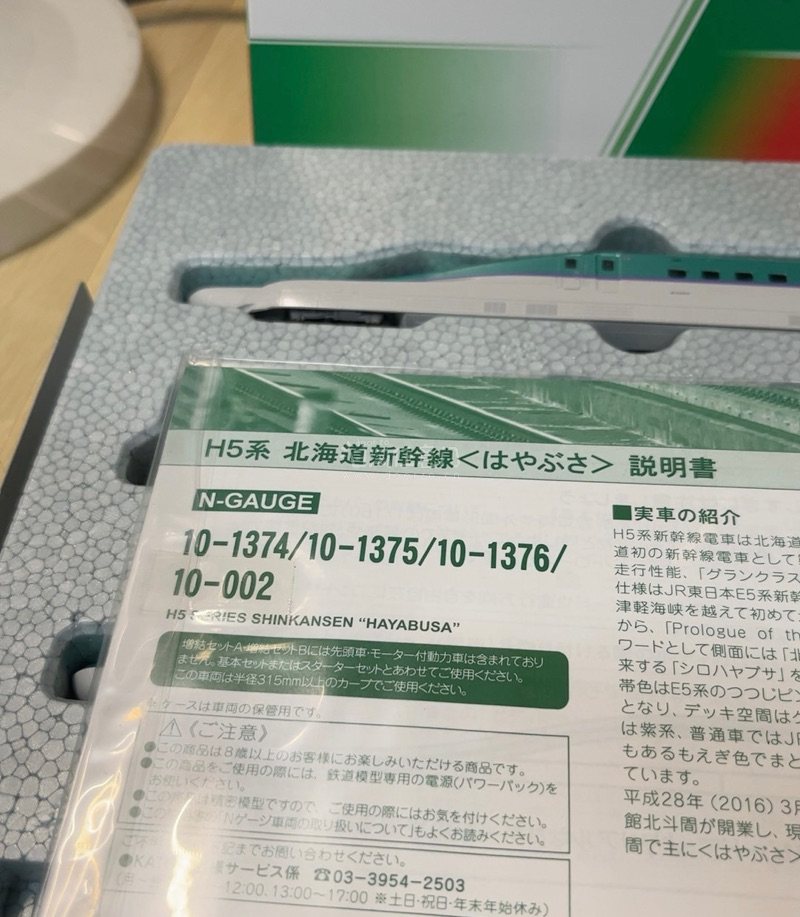 H5系 北海道新幹線<はやぶさ> 説明書
N-GAUGE
10-1374/10-1375/10-1376/
10-002
H5 SERIES SHINKANSEN “HAYABUSA”
増結セットA・増結セットBには先頭車・モーター付動力車は含まれており
ません。基本セットまたはスターターセットとあわせてご使用ください。
この車両は半径315mm以上のカーブでご使用ください。
ケースは車両の保管用です。
⚠《ご注意》
●この商品は8歳以上のお客様にお楽しみいただける商品です。
●この商品をご使用の際には、鉄道模型専用の電源(パワーパック)を
お使いください。
●この 精密模型ですので、ご使用の際にはお気を付けください。
●この 「Nゲージ車両の取り扱いについて」もよくお読みください。
記までお問い合わせください。
●KA 様サービス係 ☎03-3954-2503
12:00、13:00〜17:00 ※土日・祝日・年末年始休み)
■実車の紹介
H5系新幹線電車は北海道
道初の新幹線電車として
走行性能、「グランクラス
仕様はJR東日本E5系新幹
津軽海峡を越えて初めて
から、「Prologue of th
ワードとして側面には「北
来する「シロハヤブサ」を
帯色はE5系のつつじピン
となり、デッキ空間は
は紫系、普通車ではJR
もあるもえぎ色でまと
ています。
平成28年(2016)3月
館北斗間が開業し、現
間で主に<はやぶさ>